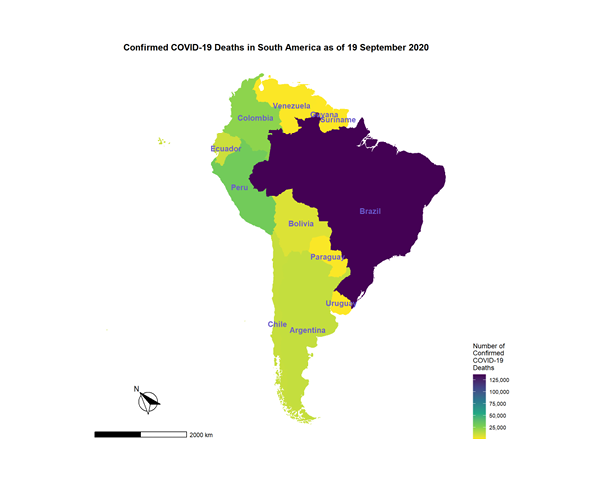 Confirmed COVID-19 Deaths in South America as of 19 September 2020
Venezuela
Guyana
Suriname
Colombia
Ecuador
Peru
Brazil
Bolivia
Paraguay
Uruguay
Chile
Argentina
Number of
Confirmed
COVID-19
Deaths
125,000
100,000
75,000
50,000
25,000
N
2000 km